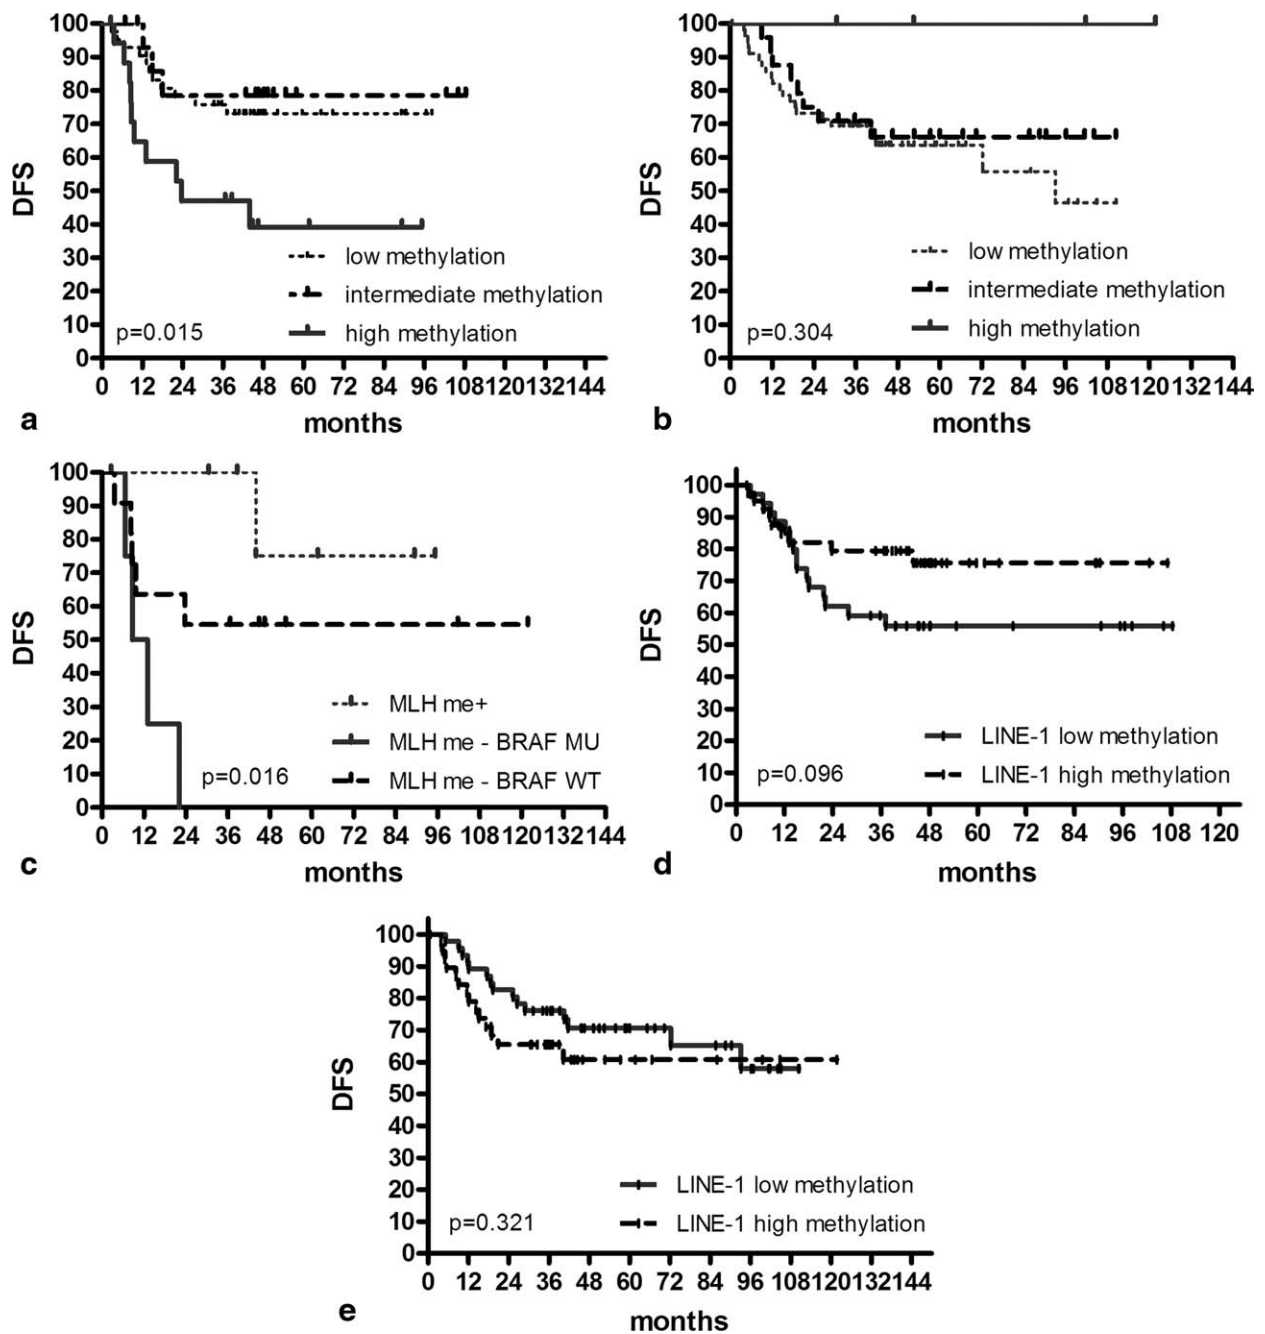 100
90
80
70
60
50
40
30
20
10
0
DFS
low methylation
intermediate methylation
high methylation
p=0.015
0 12 24 36 48 60 72 84 96 108 132 144
months
a
100
90
80
70
60
50
40
30
20
10
0
DFS
low methylation
intermediate methylation
high methylation
p=0.304
0 12 24 36 48 60 72 84 96 108 132 144
months
b
100
90
80
70
60
50
40
30
20
10
0
DFS
MLH me+
MLH me - BRAF MU
MLH me - BRAF WT
p=0.016
0 12 24 36 48 60 72 84 96 108 132 144
months
c
100
90
80
70
60
50
40
30
20
10
0
DFS
LINE-1 low methylation
LINE-1 high methylation
p=0.096
0 12 24 36 48 60 72 84 96 108 120
months
d
100
90
80
70
60
50
40
30
20
10
0
DFS
LINE-1 low methylation
LINE-1 high methylation
p=0.321
0 12 24 36 48 60 72 84 96 108 120 132 144
months
e